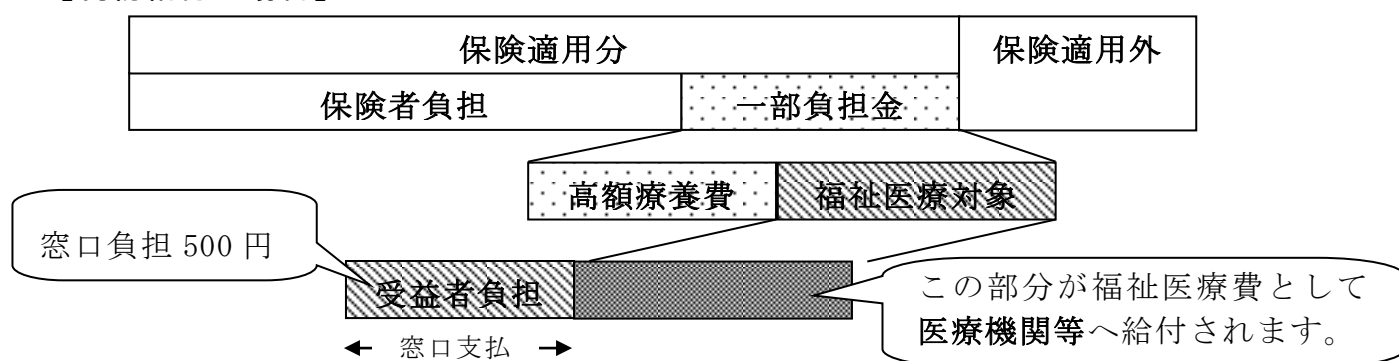 保険適用分
保険適用外
保険者負担
一部負担金
高額療養費
福祉医療対象
窓口負担 500 円
受益者負担
この部分が福祉医療費として
医療機関等へ給付されます。
← 窓口支払 →